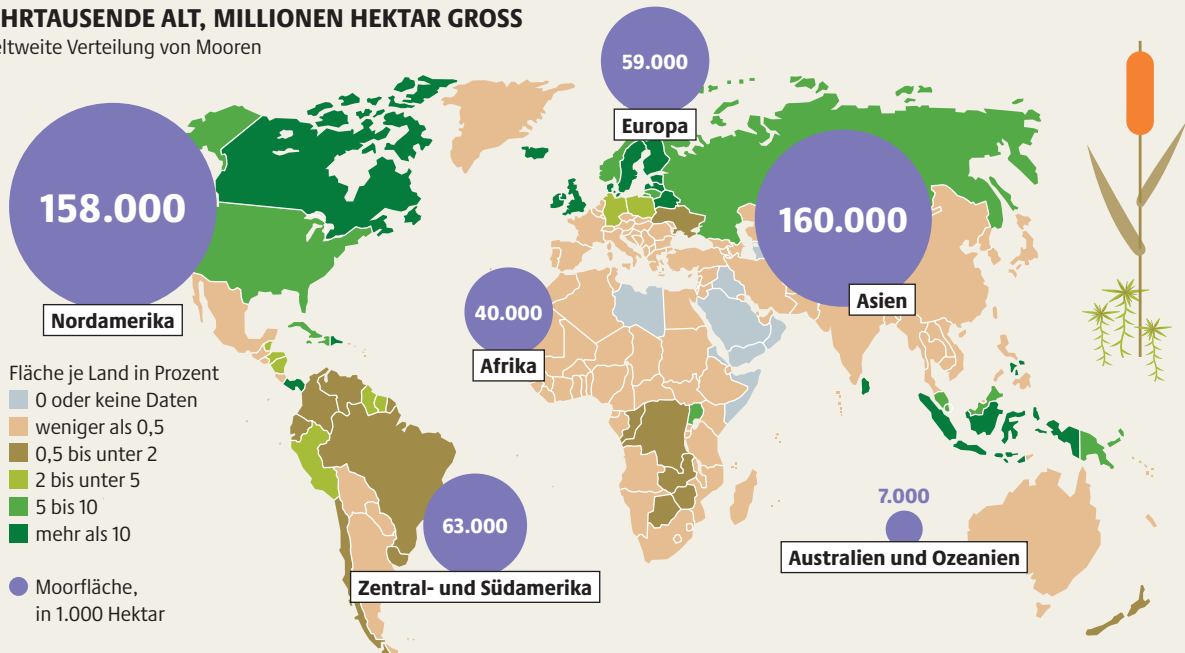 HRTAUSENDE ALT, MILLIONEN HEKTAR GROSS
eltweite Verteilung von Mooren
59.000
Europa
158.000
Nordamerika
160.000
Asien
40.000
Afrika
Fläche je Land in Prozent
0 oder keine Daten
weniger als 0,5
0,5 bis unter 2
2 bis unter 5
5 bis 10
mehr als 10
Moorfläche,
in 1.000 Hektar
63.000
Zentral- und Südamerika
7.000
Australien und Ozeanien